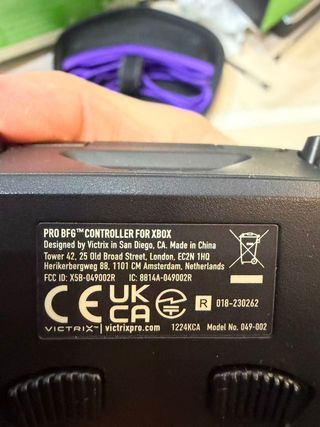 PRO BFG™ CONTROLLER FOR XBOX
Designed by Victrix in San Diego, CA. Made in China
Tower 42, 25 Old Broad Street, London, EC2N 1HQ
Herikerbergweg 88, 1101 CM Amsterdam, Netherlands
FCC ID: X5B-049002R IC: 8814A-049002R
CE UK CA R 018-230262
VICTRIX™ victrixpro.com 1224KCA Model No. 049-002